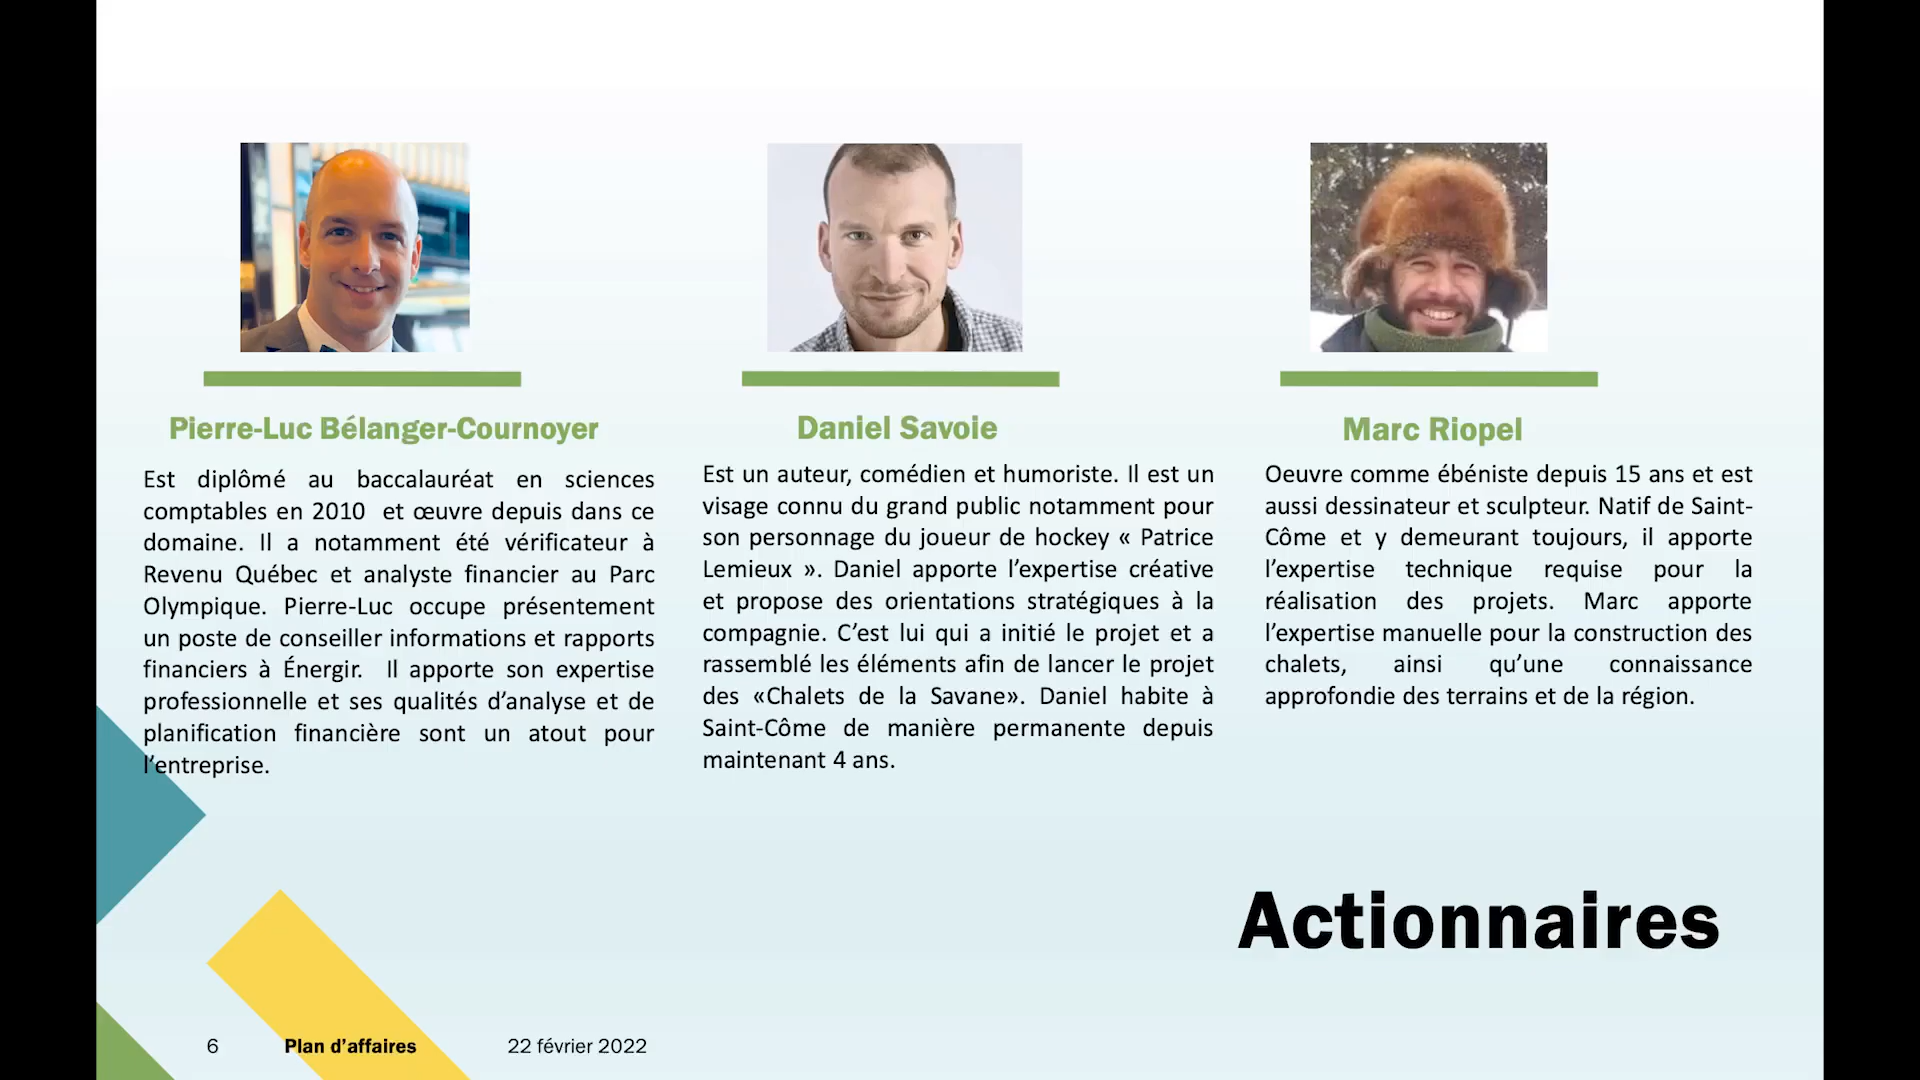 Pierre-Luc Bélanger-Cournoyer
Est diplômé au baccalauréat en sciences
comptables en 2010 et œuvre depuis dans ce
domaine. Il a notamment été vérificateur à
Revenu Québec et analyste financier au Parc
Olympique. Pierre-Luc occupe présentement
un poste de conseiller informations et rapports
financiers à Énergir. Il apporte son expertise
professionnelle et ses qualités d’analyse et de
planification financière sont un atout pour
l’entreprise.
Daniel Savoie
Est un auteur, comédien et humoriste. Il est un
visage connu du grand public notamment pour
son personnage du joueur de hockey « Patrice
Lemieux ». Daniel apporte l’expertise créative
et propose des orientations stratégiques à la
compagnie. C’est lui qui a initié le projet et a
rassemblé les éléments afin de lancer le projet
des «Chalets de la Savane». Daniel habite à
Saint-Côme de manière permanente depuis
maintenant 4 ans.
Marc Riopel
Oeuvre comme ébéniste depuis 15 ans et est
aussi dessinateur et sculpteur. Natif de Saint-
Côme et y demeurant toujours, il apporte
l’expertise technique requise pour la
réalisation des projets. Marc apporte
l’expertise manuelle pour la construction des
chalets, ainsi qu’une connaissance
approfondie des terrains et de la région.
Actionnaires
6 Plan d’affaires 22 février 2022